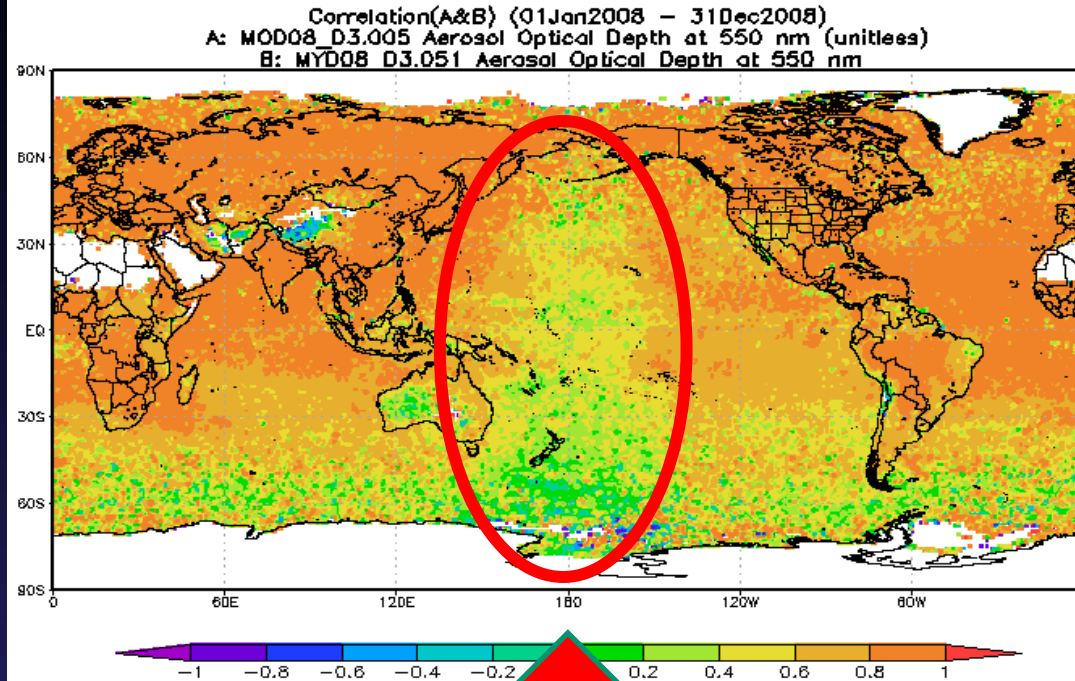 Correlation(A&B) (01Jan2008 – 31Dec2008)
A: MOD08_D3.005 Aerosol Optical Depth at 550 nm (unitless)
B: MYD08 D3.051 Aerosol Optical Depth at 550 nm
90N
60N
30N
EQ
30S
60S
90S
0 60E 120E 180 120W 60W
-1 -0.8 -0.6 -0.4 -0.2 0.2 0.4 0.6 0.8 1